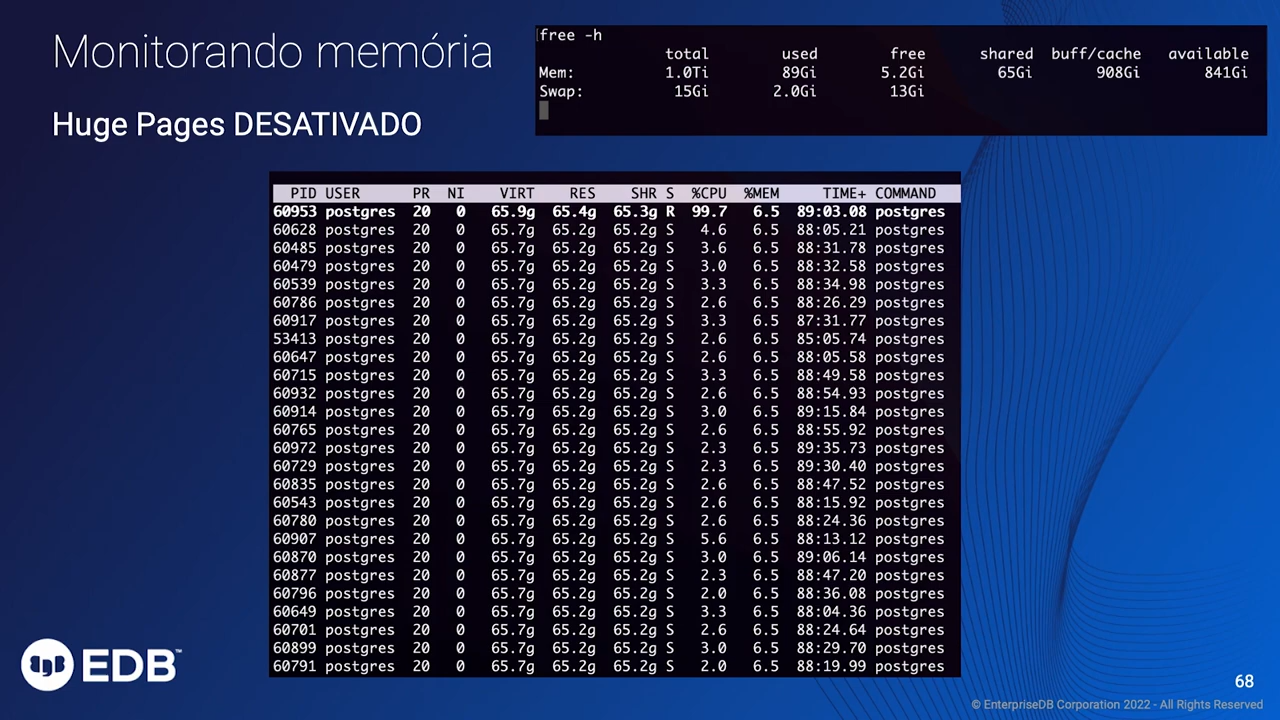 Monitorando memória
Huge Pages DESATIVADO
free -h
total used free shared buff/cache available
Mem: 1.0Ti 89Gi 5.2Gi 65Gi 908Gi 841Gi
Swap: 15Gi 2.0Gi 13Gi
PID USER PR NI VIRT RES SHR S %CPU %MEM TIME+ COMMAND
60953 postgres 20 0 65.9g 65.4g 65.3g R 99.7 6.5 89:03.08 postgres
60628 postgres 20 0 65.7g 65.2g 65.2g S 4.6 6.5 88:05.21 postgres
60485 postgres 20 0 65.7g 65.2g 65.2g S 3.6 6.5 88:31.78 postgres
60479 postgres 20 0 65.7g 65.2g 65.2g S 3.0 6.5 88:32.58 postgres
60539 postgres 20 0 65.7g 65.2g 65.2g S 3.3 6.5 88:34.98 postgres
60786 postgres 20 0 65.7g 65.2g 65.2g S 2.6 6.5 88:26.29 postgres
60917 postgres 20 0 65.7g 65.2g 65.2g S 3.3 6.5 87:31.77 postgres
53413 postgres 20 0 65.7g 65.2g 65.2g S 2.6 6.5 85:05.74 postgres
60647 postgres 20 0 65.7g 65.2g 65.2g S 2.6 6.5 88:05.58 postgres
60715 postgres 20 0 65.7g 65.2g 65.2g S 3.3 6.5 88:49.58 postgres
60932 postgres 20 0 65.7g 65.2g 65.2g S 2.6 6.5 88:54.93 postgres
60914 postgres 20 0 65.7g 65.2g 65.2g S 3.0 6.5 89:15.84 postgres
60765 postgres 20 0 65.7g 65.2g 65.2g S 2.6 6.5 88:55.92 postgres
60972 postgres 20 0 65.7g 65.2g 65.2g S 2.3 6.5 89:35.73 postgres
60729 postgres 20 0 65.7g 65.2g 65.2g S 2.3 6.5 89:30.40 postgres
60835 postgres 20 0 65.7g 65.2g 65.2g S 2.6 6.5 88:47.52 postgres
60543 postgres 20 0 65.7g 65.2g 65.2g S 2.6 6.5 88:15.92 postgres
60780 postgres 20 0 65.7g 65.2g 65.2g S 2.6 6.5 88:24.36 postgres
60907 postgres 20 0 65.7g 65.2g 65.2g S 5.6 6.5 88:13.12 postgres
60870 postgres 20 0 65.7g 65.2g 65.2g S 3.0 6.5 89:06.14 postgres
60877 postgres 20 0 65.7g 65.2g 65.2g S 2.3 6.5 88:47.20 postgres
60796 postgres 20 0 65.7g 65.2g 65.2g S 2.0 6.5 88:36.08 postgres
60649 postgres 20 0 65.7g 65.2g 65.2g S 3.3 6.5 88:04.36 postgres
60701 postgres 20 0 65.7g 65.2g 65.2g S 2.6 6.5 88:24.64 postgres
60899 postgres 20 0 65.7g 65.2g 65.2g S 3.0 6.5 88:29.70 postgres
60791 postgres 20 0 65.7g 65.2g 65.2g S 2.0 6.5 88:19.99 postgres
EDB™
68
© EnterpriseDB Corporation 2022 - All Rights Reserved